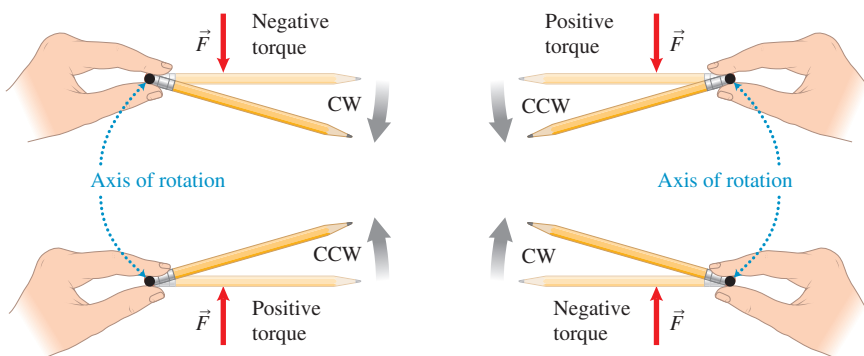 F⃗
Negative
torque
CW
Positive
torque
F⃗
CCW
Axis of rotation
Axis of rotation
CCW
F⃗
Positive
torque
CW
Negative
torque
F⃗